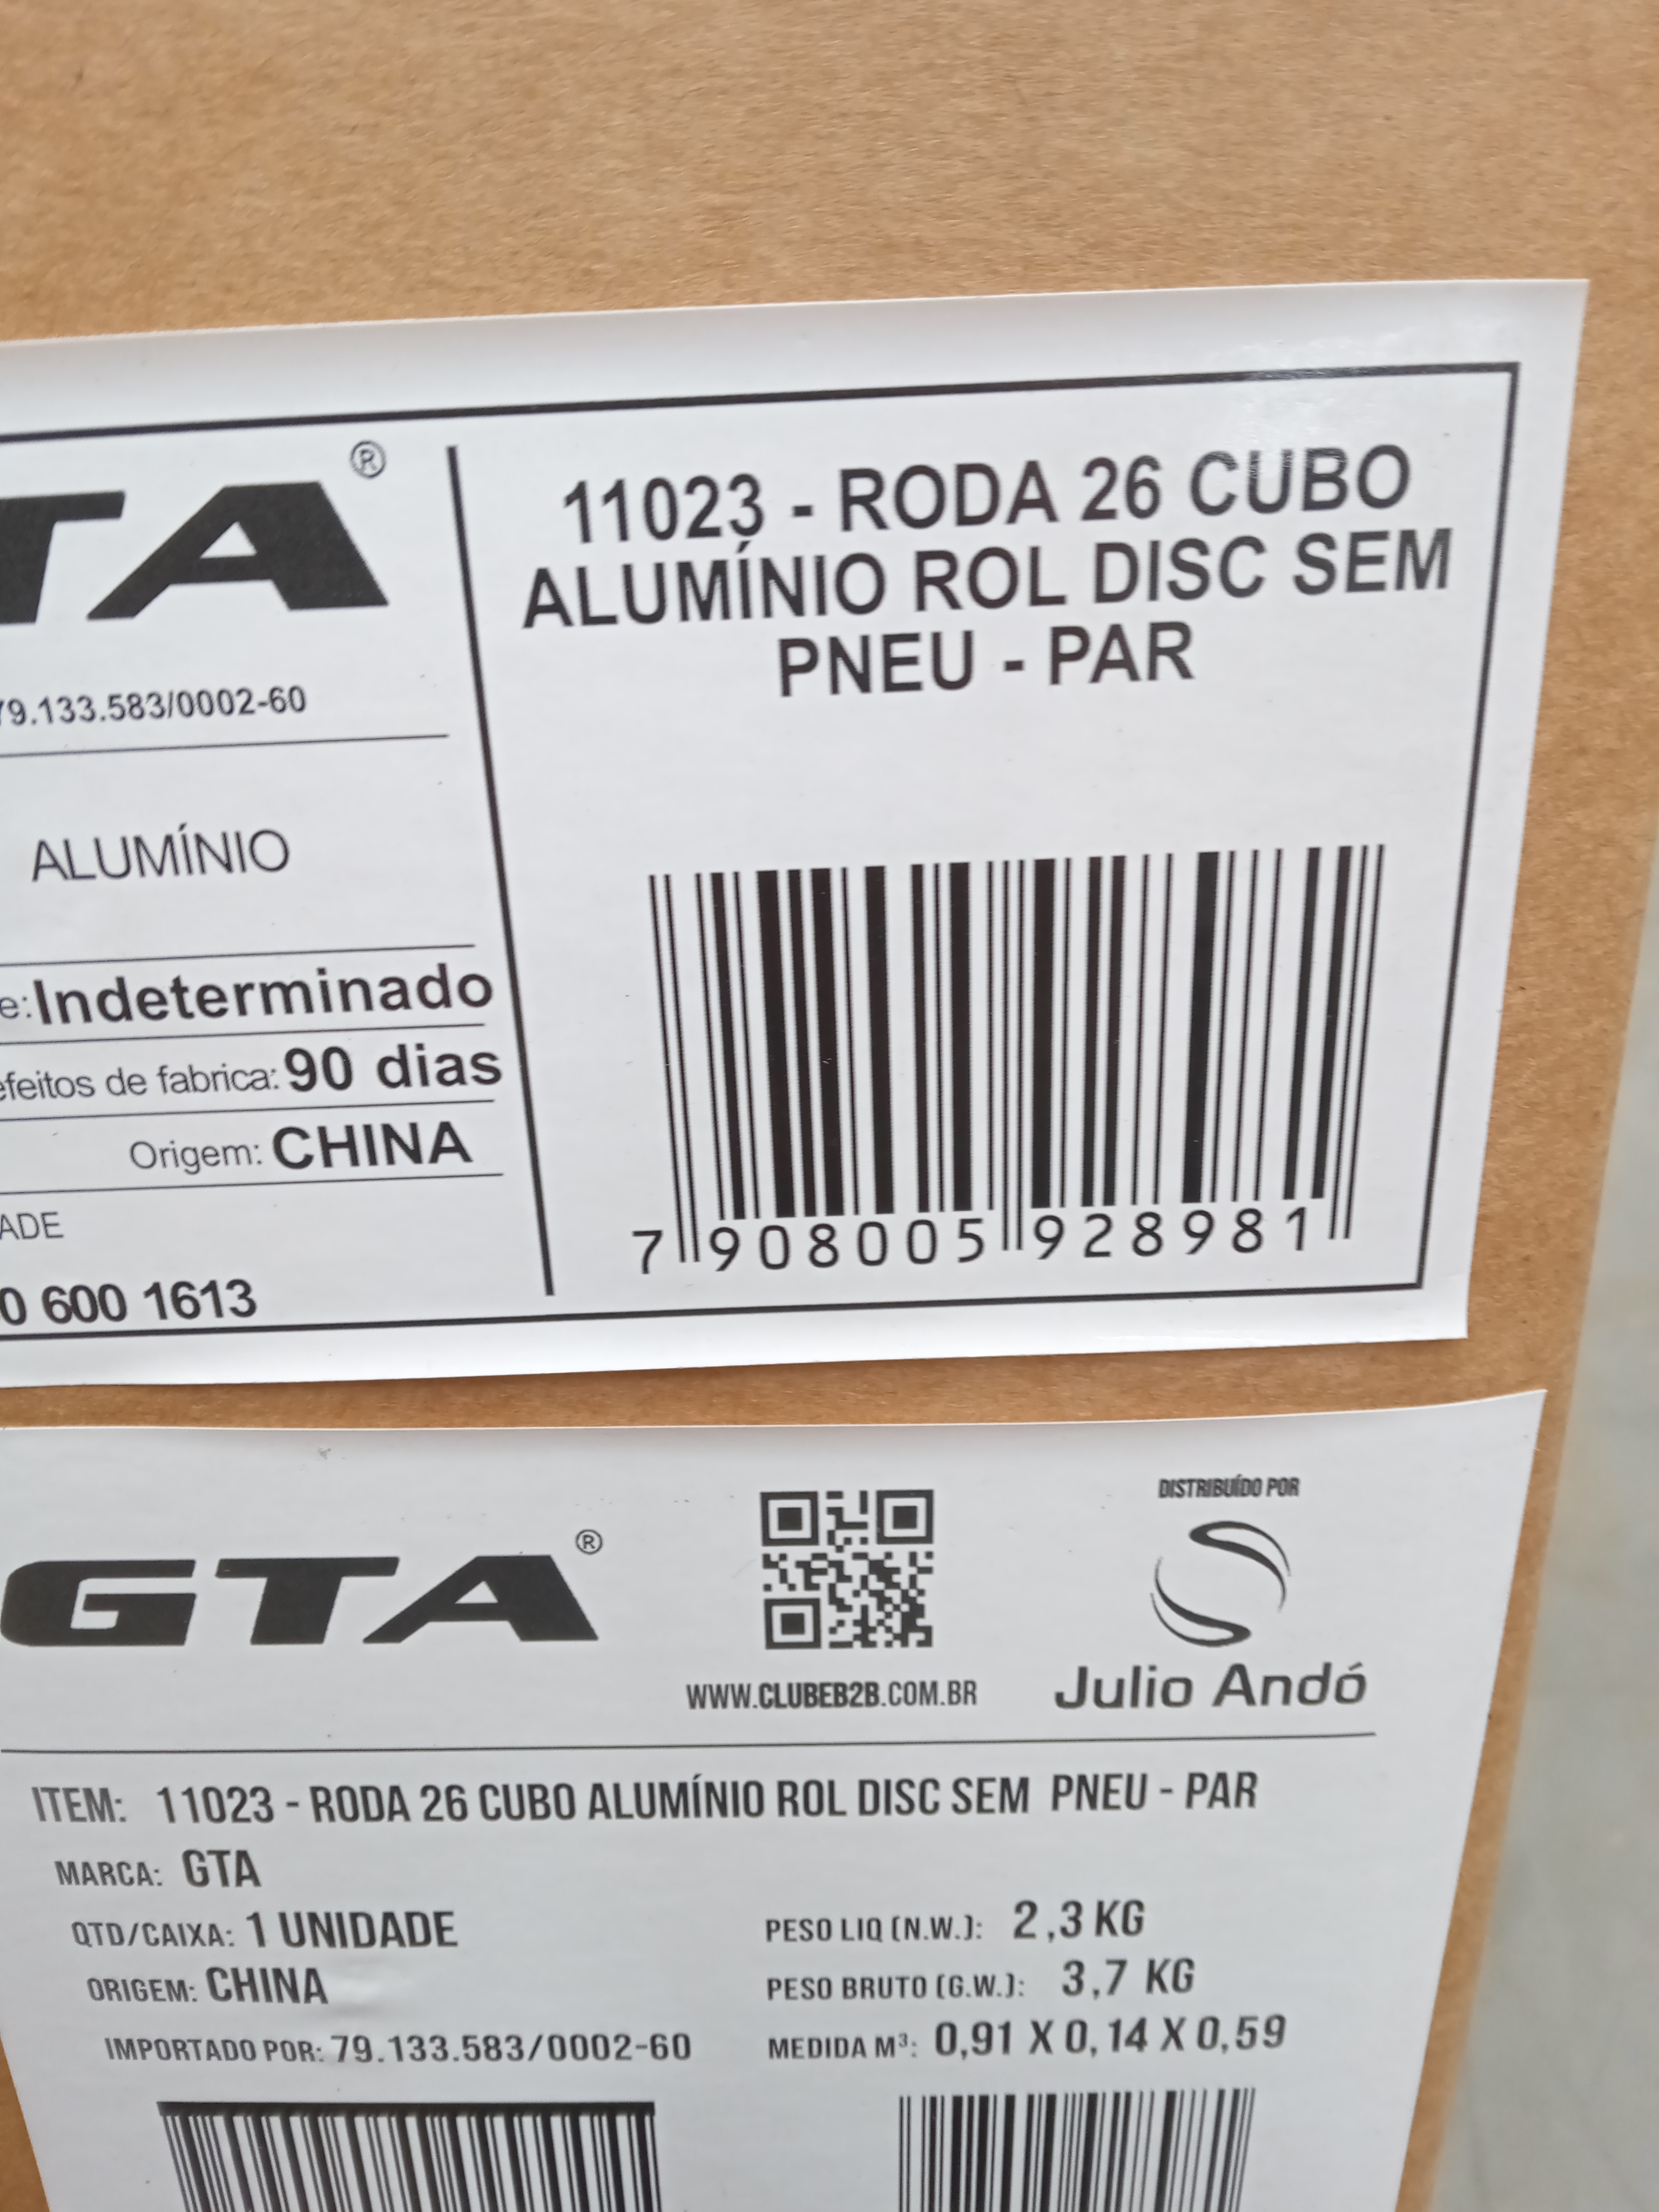 TA®
79.133.583/0002-60
ALUMÍNIO
e: Indeterminado
efeitos de fabrica: 90 dias
Origem: CHINA
ADE
0 600 1613
11023 - RODA 26 CUBO
ALUMÍNIO ROL DISC SEM
PNEU - PAR
7 908005 928981
GTA®
WWW.CLUBEB2B.COM.BR
DISTRIBUÍDO POR
Julio Andó
ITEM: 11023 - RODA 26 CUBO ALUMÍNIO ROL DISC SEM PNEU - PAR
MARCA: GTA
QTD/CAIXA: 1 UNIDADE
ORIGEM: CHINA
IMPORTADO POR: 79.133.583/0002-60
PESO LIQ (N.W.): 2,3 KG
PESO BRUTO (G.W.): 3,7 KG
MEDIDA M³: 0,91 X 0,14 X 0,59